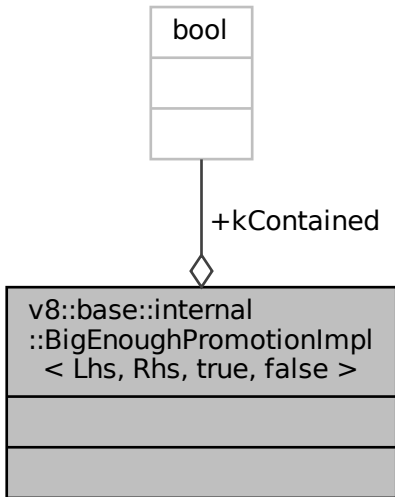 bool
+kContained
v8::base::internal
::BigEnoughPromotionImpl
< Lhs, Rhs, true, false >